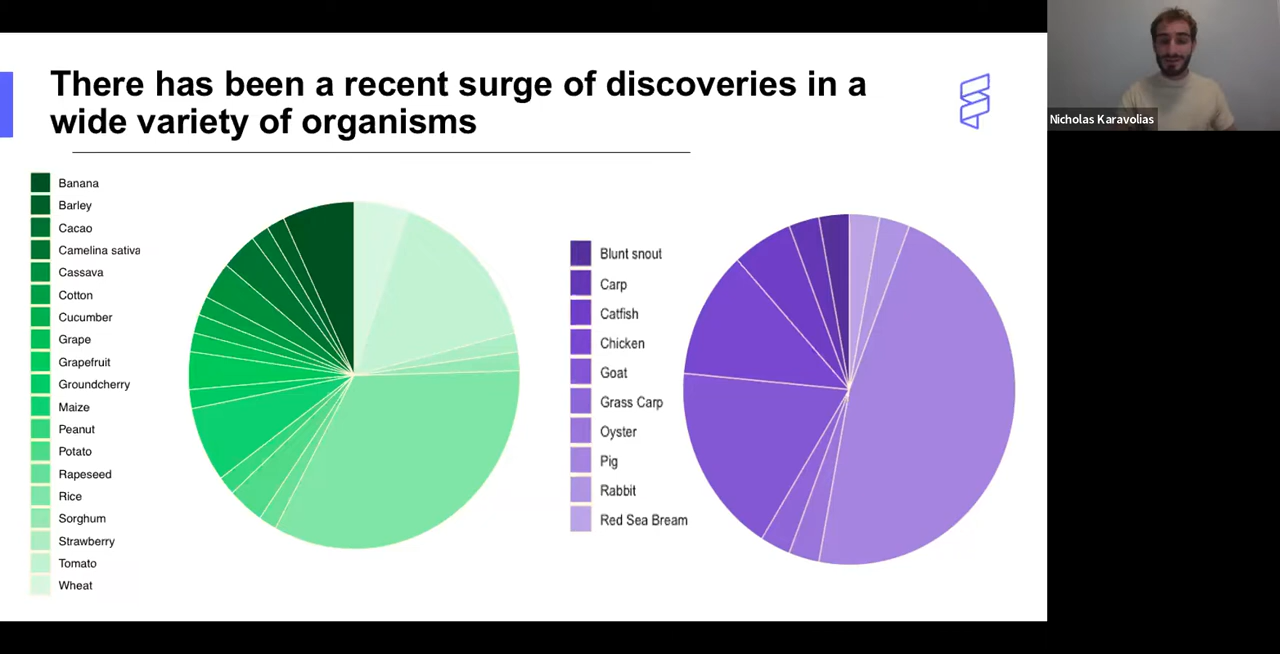 There has been a recent surge of discoveries in a
wide variety of organisms
Nicholas Karavolias
Banana
Barley
Cacao
Camelina sativa
Cassava
Cotton
Cucumber
Grape
Grapefruit
Groundcherry
Maize
Peanut
Potato
Rapeseed
Rice
Sorghum
Strawberry
Tomato
Wheat
Blunt snout
Carp
Catfish
Chicken
Goat
Grass Carp
Oyster
Pig
Rabbit
Red Sea Bream